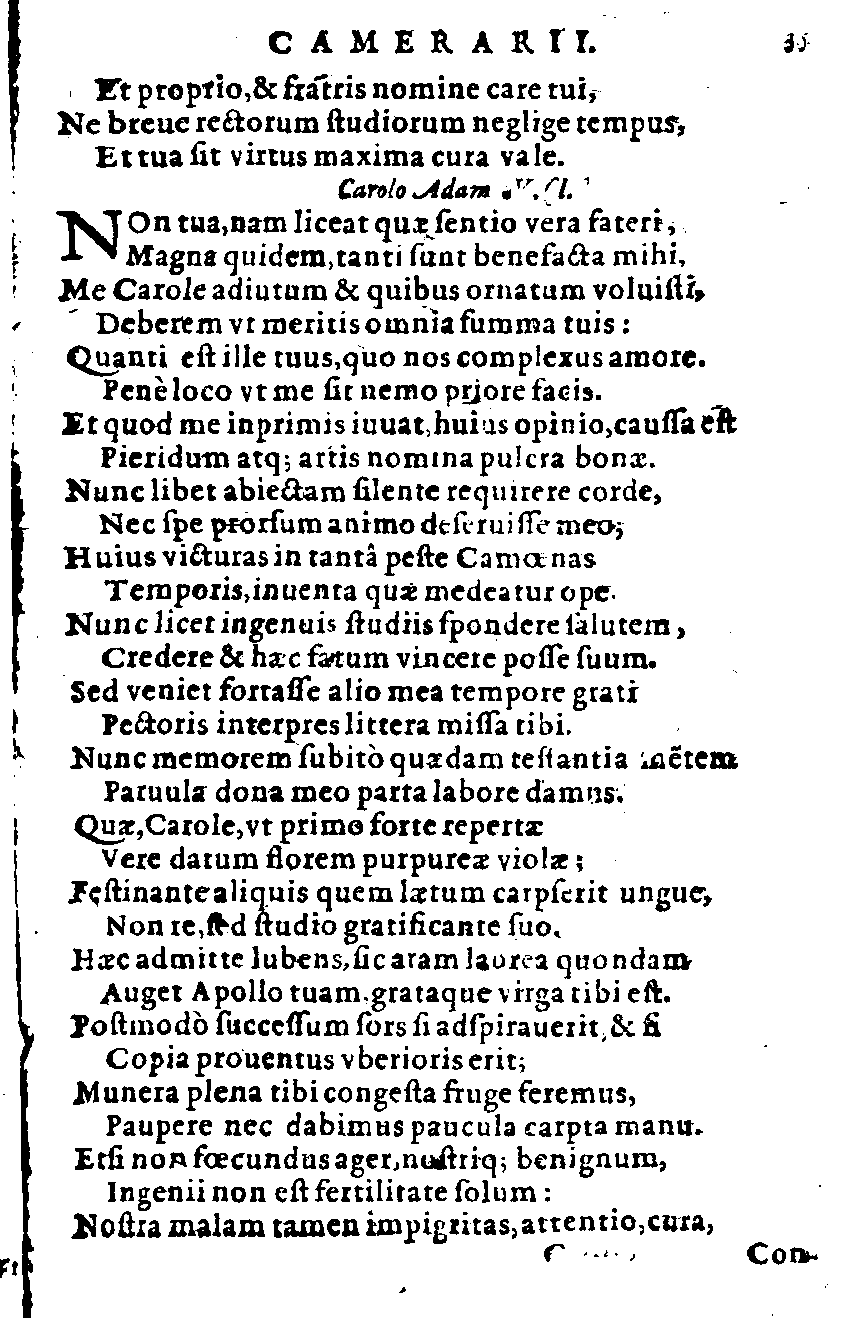 CAMERARII. 35
Et proprio,& fratris nomine care tui,
Ne breue rectorum ſtudiorum neglige tempus,
Et tua ſit virtus maxima cura vale.
Carolo Adam
NOn tua,nam liceat quæ ſentio vera fateri,
Magna quidem,tanti ſunt benefacta mihi,
Me Carole adiutum & quibus ornatum voluiſti,
Deberem vt meritis omnia ſumma tuis:
Quanti eſt ille tuus,quo nos complexus amore.
Penè loco vt me ſit nemo priore facis.
Et quod me inprimis iuuat,huius opinio,cauſſa eſt
Pieridum atq; artis nomina pulcra bonæ.
Nunc libet abiectam ſilente requirere corde,
Nec ſpe prorſum animo deſeruiſſe meo;
Huius victuras in tantâ peſte Camœnas
Temporis,inuenta quæ medeatur ope.
Nunc licet ingenuis ſtudiis ſpondere ſalutem,
Credere & hæc fatum vincere poſſe ſuum.
Sed veniet fortaſſe alio mea tempore grati
Pectoris interpres littera miſſa tibi.
Nunc memorem ſubitò quædam teſtantia mētem
Paruula dona meo parta labore damus.
Quæ,Carole,vt primo forte repertæ
Vere datum florem purpureæ violæ;
Feſtinante aliquis quem lætum carpſerit ungue,
Non re,ſed ſtudio gratificante ſuo.
Hæc admitte lubens,ſic aram laurea quondam
Auget Apollo tuam.grataque virga tibi eſt.
Poſtmodò ſucceſſum ſors ſi adſpirauerit,& ſi
Copia prouentus vberioris erit;
Munera plena tibi congeſta fruge feremus,
Paupere nec dabimus paucula carpta manu.
Etſi non fœcundus ager,noſtriq; benignum,
Ingenii non eſt fertilitate ſolum:
Noſtra malam tamen impigritas,attentio,cura,
Con-